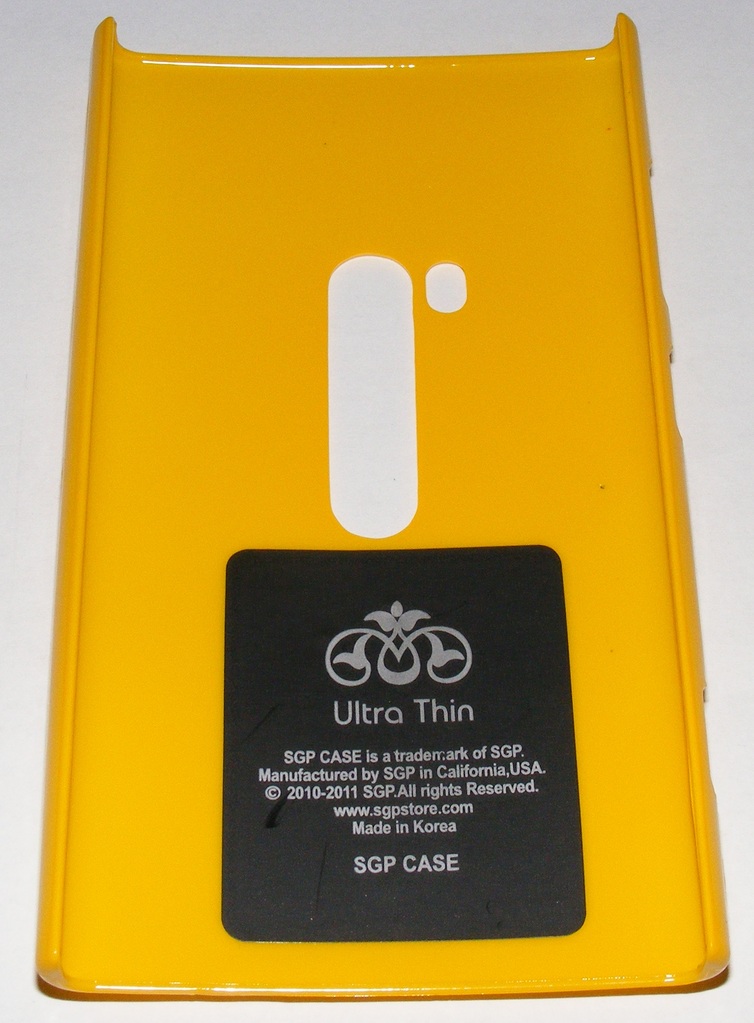 Ultra Thin
SGP CASE is a trademark of SGP.
Manufactured by SGP in California,USA.
© 2010-2011 SGP.All rights Reserved.
www.sgpstore.com
Made in Korea
SGP CASE